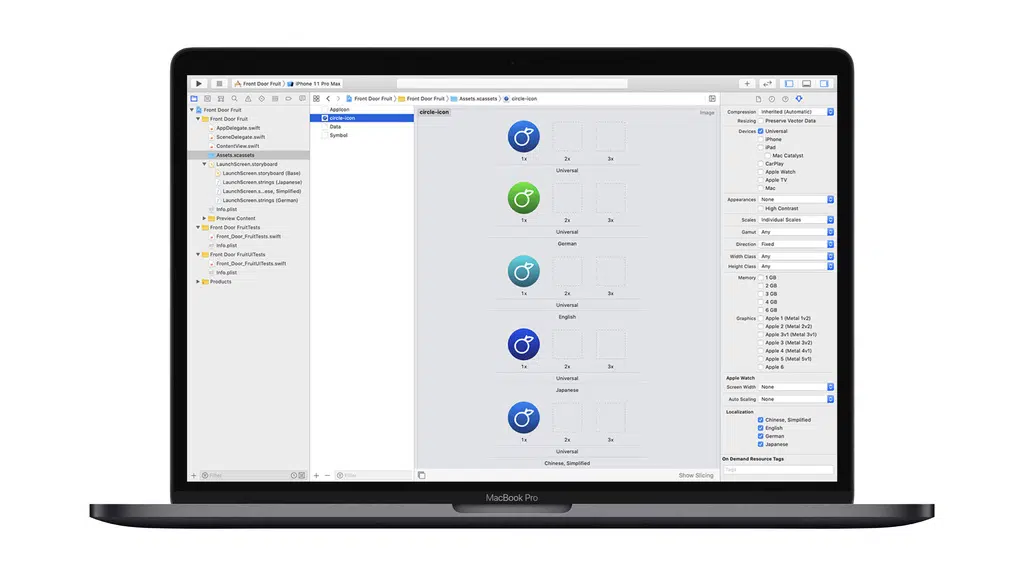 Front Door Fruit
iPhone 11 Pro Max
Front Door Fruit
Front Door Fruit
Assets.xcassets
circle-icon
Front Door Fruit
Front Door Fruit
AppDelegate.swift
SceneDelegate.swift
ContentView.swift
Assets.xcassets
LaunchScreen.storyboard
LaunchScreen.storyboard (Base)
LaunchScreen.strings (Japanese)
LaunchScreen.s...ese, Simplified)
LaunchScreen.strings (German)
Info.plist
Preview Content
Front Door FruitTests
Front_Door_FruitTests.swift
Info.plist
Front Door FruitUITests
Front_Door_FruitUITests.swift
Info.plist
Products
Filter
AppIcon
circle-icon
Data
Symbol
Filter
circle-icon
Image
1x 2x 3x
Universal
1x 2x 3x
Universal
German
1x 2x 3x
Universal
English
1x 2x 3x
Universal
Japanese
1x 2x 3x
Universal
Chinese, Simplified
Show Slicing
Compression Inherited (Automatic)
Resizing Preserve Vector Data
Devices Universal
iPhone
iPad
Mac Catalyst
CarPlay
Apple Watch
Apple TV
Mac
Appearances None
High Contrast
Scales Individual Scales
Gamut Any
Direction Fixed
Width Class Any
Height Class Any
Memory 1 GB
2 GB
3 GB
4 GB
6 GB
Graphics Apple 1 (Metal 1v2)
Apple 2 (Metal 2v2)
Apple 3v1 (Metal 3v1)
Apple 3 (Metal 3v2)
Apple 4 (Metal 4v1)
Apple 5 (Metal 5v1)
Apple 6
Apple Watch
Screen Width None
Auto Scaling None
Localization
Chinese, Simplified
English
German
Japanese
On Demand Resource Tags
Tags
MacBook Pro